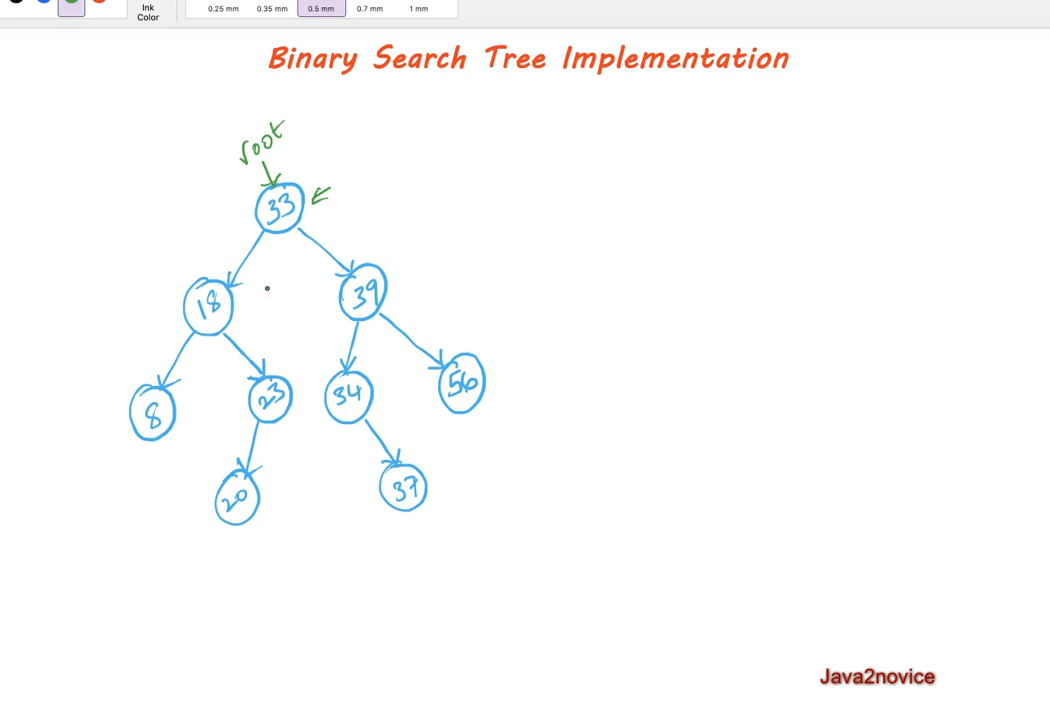 Ink
Color
0.25 mm 0.35 mm 0.5 mm 0.7 mm 1 mm
Binary Search Tree Implementation
root
33
18 39
8 23 34 56
20 37
Java2novice